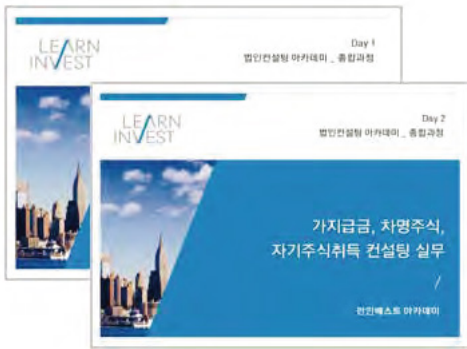 LEARN
INVEST
Day 1
법인컨설팅 아카데미 _ 종합과정
LEARN
INVEST
Day 2
법인컨설팅 아카데미 _ 종합과정
가지급금, 차명주식,
자기주식취득 컨설팅 실무
/
런인베스트 아카데미